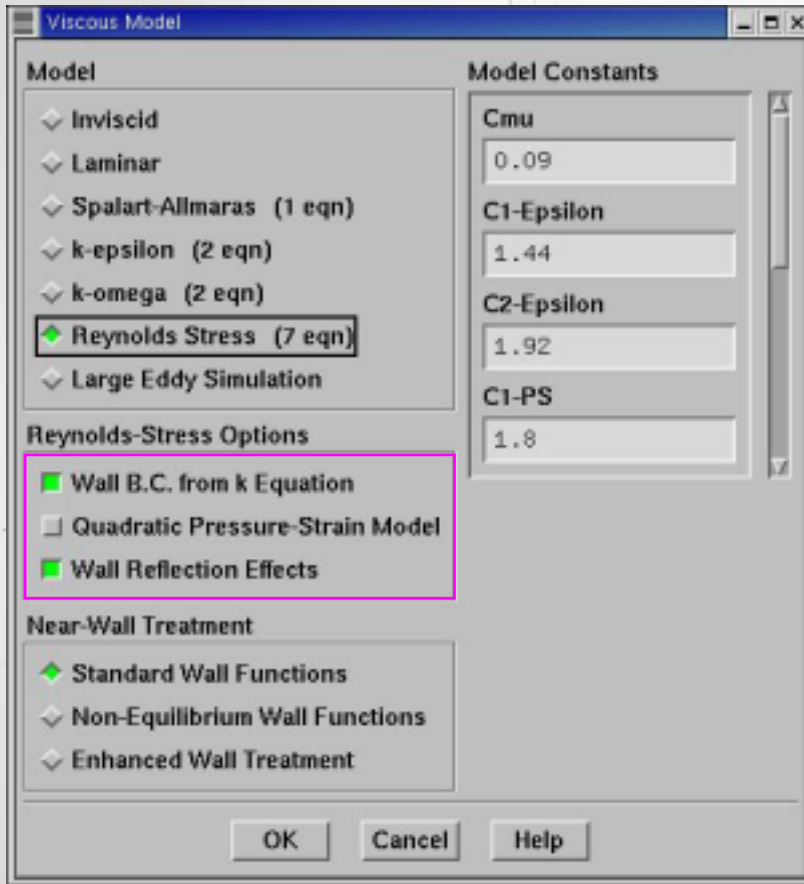 Viscous Model
Model
Inviscid
Laminar
Spalart-Allmaras (1 eqn)
k-epsilon (2 eqn)
k-omega (2 eqn)
Reynolds Stress (7 eqn)
Large Eddy Simulation
Reynolds-Stress Options
Wall B.C. from k Equation
Quadratic Pressure-Strain Model
Wall Reflection Effects
Near-Wall Treatment
Standard Wall Functions
Non-Equilibrium Wall Functions
Enhanced Wall Treatment
Model Constants
Cmu
0.09
C1-Epsilon
1.44
C2-Epsilon
1.92
C1-PS
1.8
OK Cancel Help